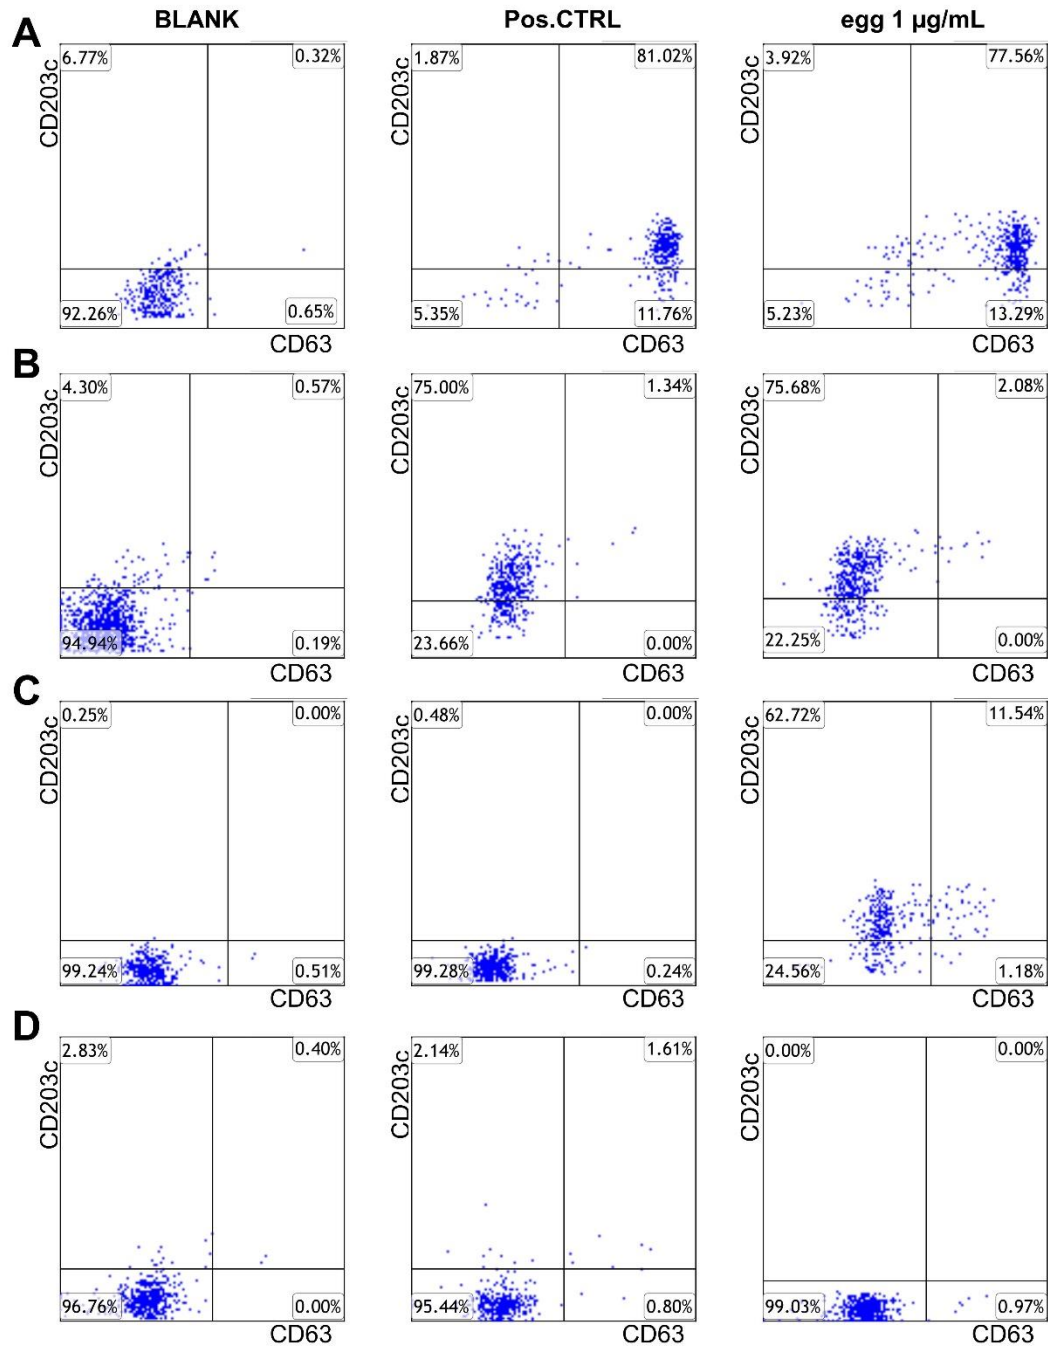 A
BLANK
Pos.CTRL
egg 1 µg/mL
CD203c
6.77%
0.32%
92.26%
0.65%
CD63
CD203c
1.87%
81.02%
5.35%
11.76%
CD63
CD203c
3.92%
77.56%
5.23%
13.29%
CD63
B
CD203c
4.30%
0.57%
94.94%
0.19%
CD63
CD203c
75.00%
1.34%
23.66%
0.00%
CD63
CD203c
75.68%
2.08%
22.25%
0.00%
CD63
C
CD203c
0.25%
0.00%
99.24%
0.51%
CD63
CD203c
0.48%
0.00%
99.28%
0.24%
CD63
CD203c
62.72%
11.54%
24.56%
1.18%
CD63
D
CD203c
2.83%
0.40%
96.76%
0.00%
CD63
CD203c
2.14%
1.61%
95.44%
0.80%
CD63
CD203c
0.00%
0.00%
99.03%
0.97%
CD63